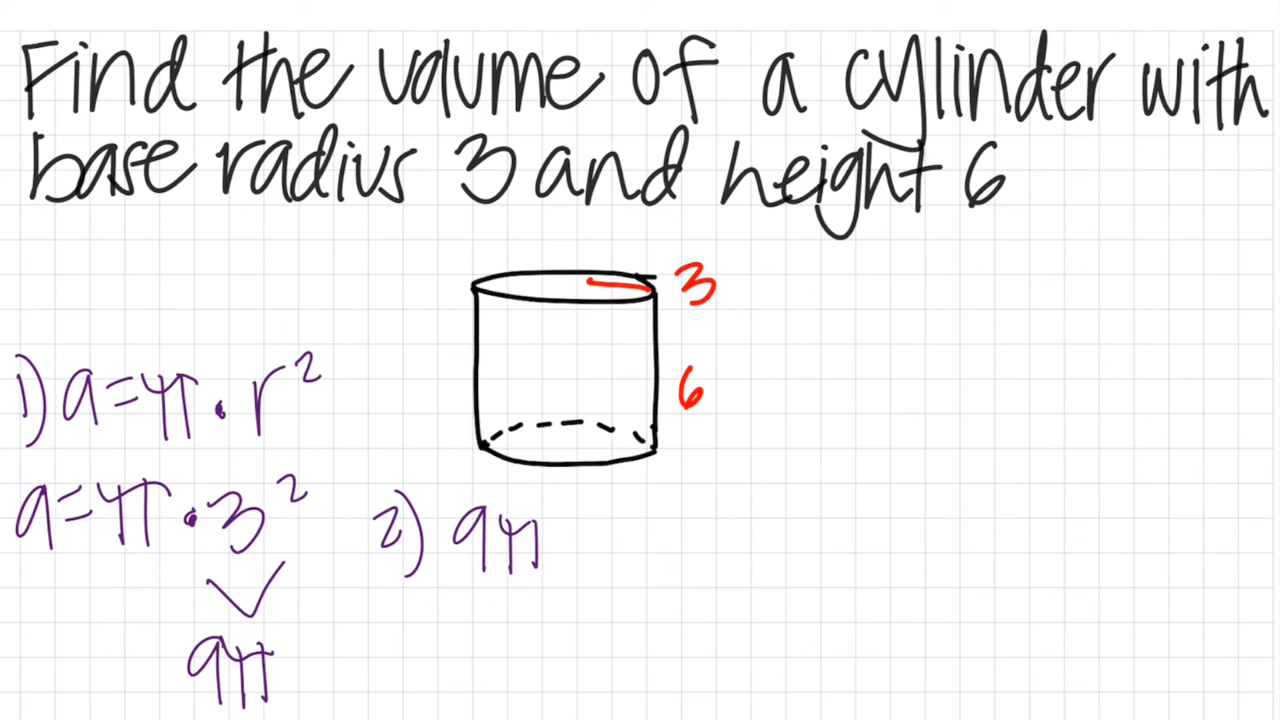 Find the volume of a cylinder with
base radius 3 and height 6
3
6
1) a=π·r²
a=π·3²
9π
2) 9π